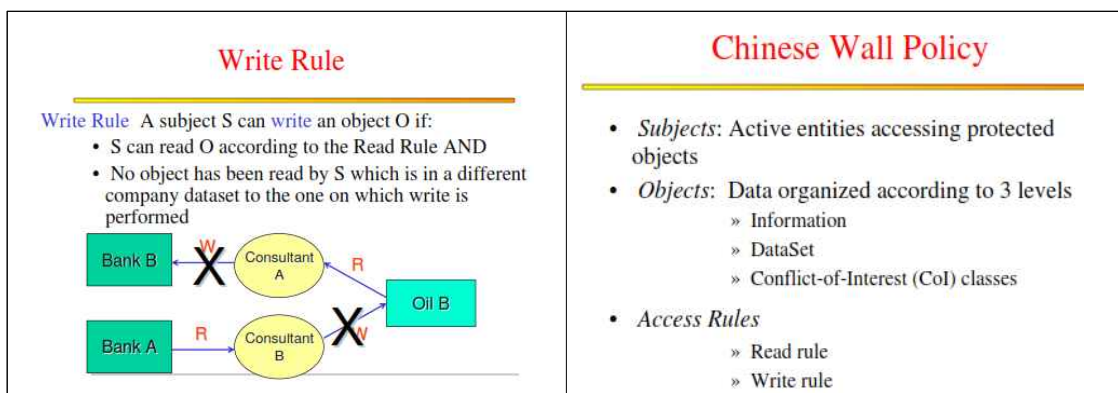 Write Rule
Write Rule A subject S can write an object O if:
• S can read O according to the Read Rule AND
• No object has been read by S which is in a different
company dataset to the one on which write is
performed
Bank B
W
X
Consultant
A
R
Oil B
Bank A
R
Consultant
B
X
W
Chinese Wall Policy
• Subjects: Active entities accessing protected
objects
• Objects: Data organized according to 3 levels
» Information
» DataSet
» Conflict-of-Interest (CoI) classes
• Access Rules
» Read rule
» Write rule